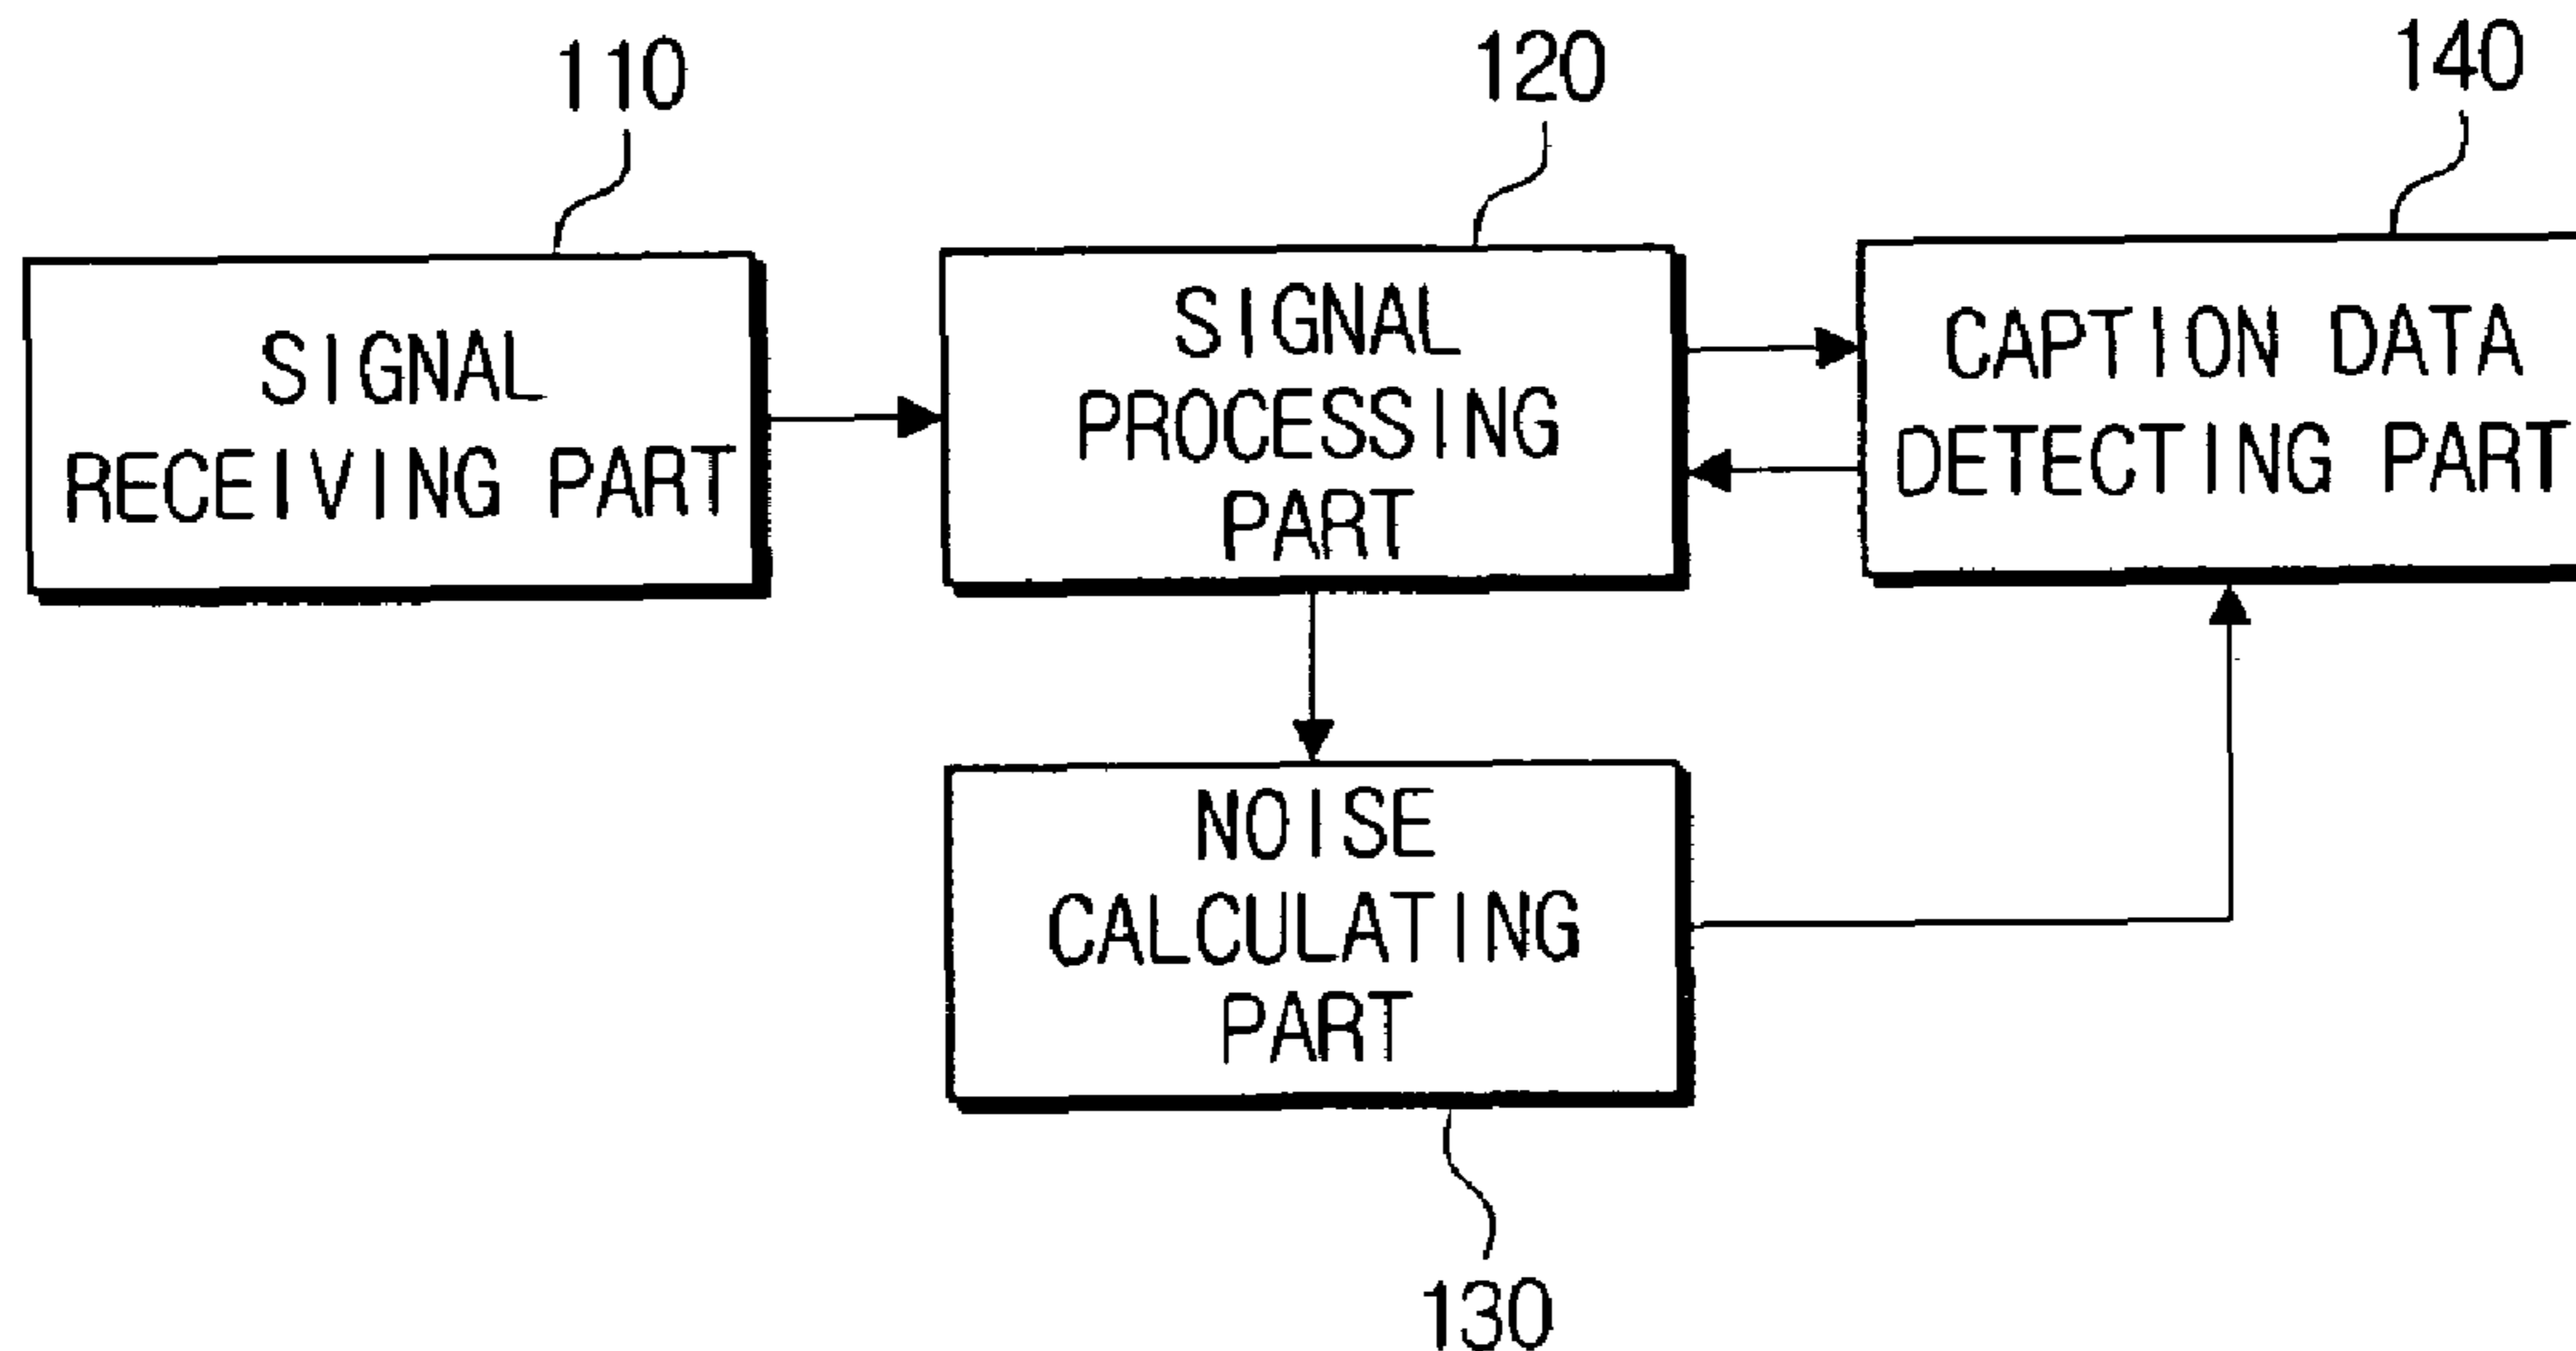 110
120
140
SIGNAL
RECEIVING PART
SIGNAL
PROCESSING
PART
CAPTION DATA
DETECTING PART
NOISE
CALCULATING
PART
130